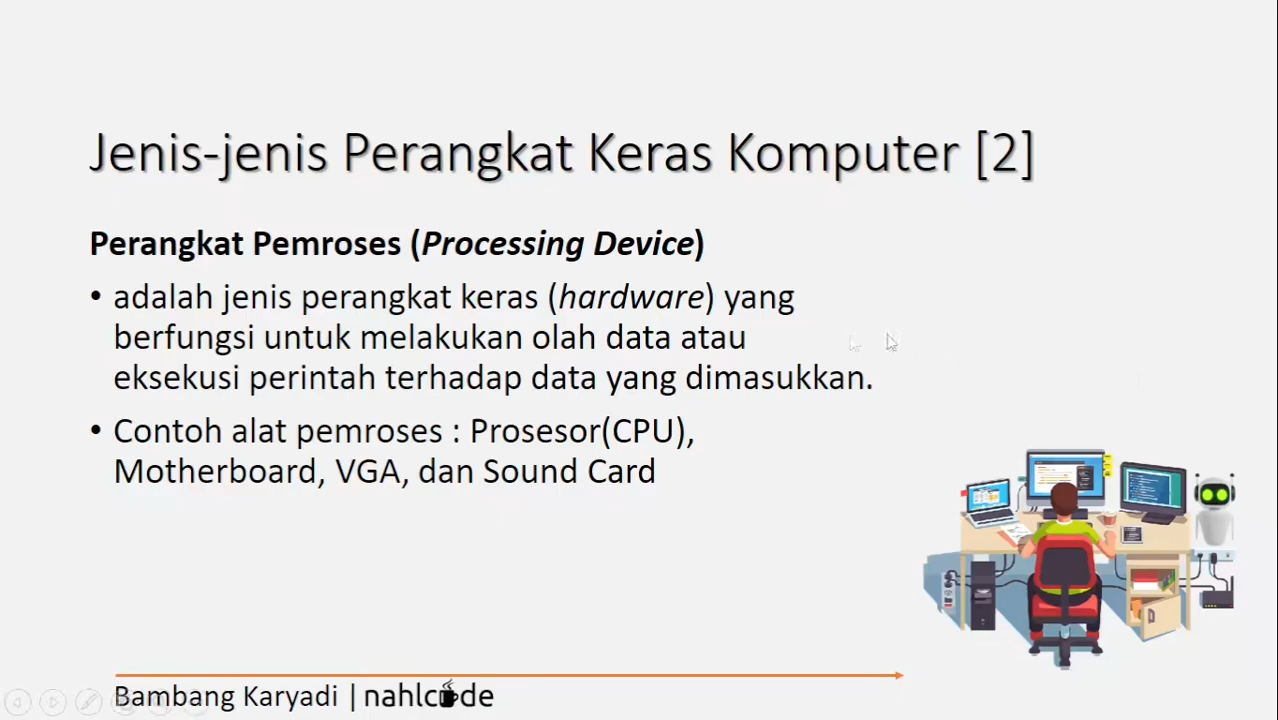 Jenis-jenis Perangkat Keras Komputer [2]
Perangkat Pemroses (Processing Device)
• adalah jenis perangkat keras (hardware) yang
berfungsi untuk melakukan olah data atau
eksekusi perintah terhadap data yang dimasukkan.
• Contoh alat pemroses : Prosesor(CPU),
Motherboard, VGA, dan Sound Card
Bambang Karyadi | nahlcode